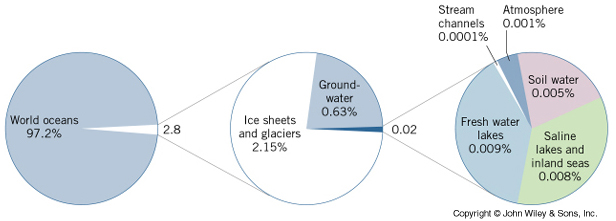 Stream
channels
0.0001%
Atmosphere
0.001%
World oceans
97.2%
2.8
Ground-
water
0.63%
Ice sheets
and glaciers
2.15%
0.02
Soil water
0.005%
Fresh water
lakes
0.009%
Saline
lakes and
inland seas
0.008%
Copyright © John Wiley & Sons, Inc.